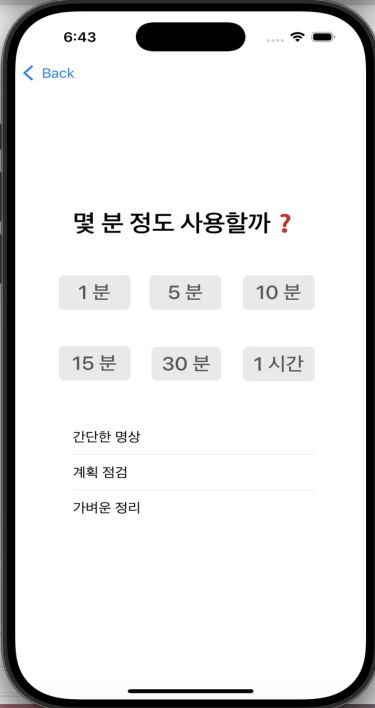 6:43
Back
몇 분 정도 사용할까 ❓
1 분 5 분 10 분
15 분 30 분 1 시간
간단한 명상
계획 점검
가벼운 정리